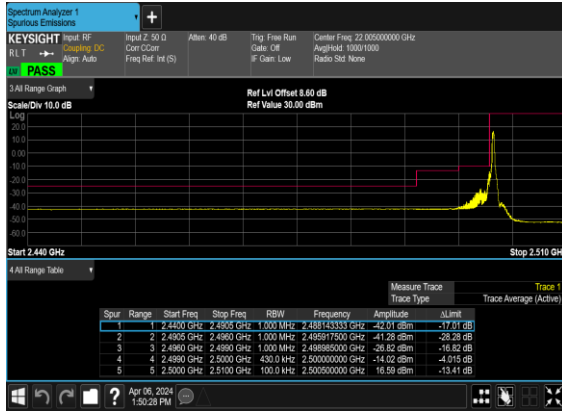 Spectrum Analyzer 1
Spurious Emissions
+
KEYSIGHT Input: RF Input Z: 50 Ω Atten: 40 dB Trig: Free Run Center Freq: 22.005000000 GHz
RLT Coupling: DC Corr CCorr Gate: Off Avg|Hold: 1000/1000
Align: Auto Freq Ref: Int (S) IF Gain: Low Radio Std: None
PASS
3 All Range Graph Ref Lvl Offset 8.60 dB
Scale/Div 10.0 dB Ref Value 30.00 dBm
Log
20.0
10.0
0.00
-10.0
-20.0
-30.0
-40.0
-50.0
-60.0
Start 2.440 GHz Stop 2.510 GH
4 All Range Table
Measure Trace Trace 1
Trace Type Trace Average (Active)
Spur Range Start Freq Stop Freq RBW Frequency Amplitude ΔLimit
1 1 2.4400 GHz 2.4905 GHz 1.000 MHz 2.488143333 GHz -42.01 dBm -17.01 dB
2 2 2.4905 GHz 2.4960 GHz 1.000 MHz 2.495917500 GHz -41.28 dBm -28.28 dB
3 3 2.4960 GHz 2.4990 GHz 1.000 MHz 2.498985000 GHz -26.82 dBm -16.82 dB
4 4 2.4990 GHz 2.5000 GHz 430.0 kHz 2.500000000 GHz -14.02 dBm -4.015 dB
5 5 2.5000 GHz 2.5100 GHz 100.0 kHz 2.500500000 GHz 16.59 dBm -13.41 dB
? Apr 06, 2024
1:50:28 PM